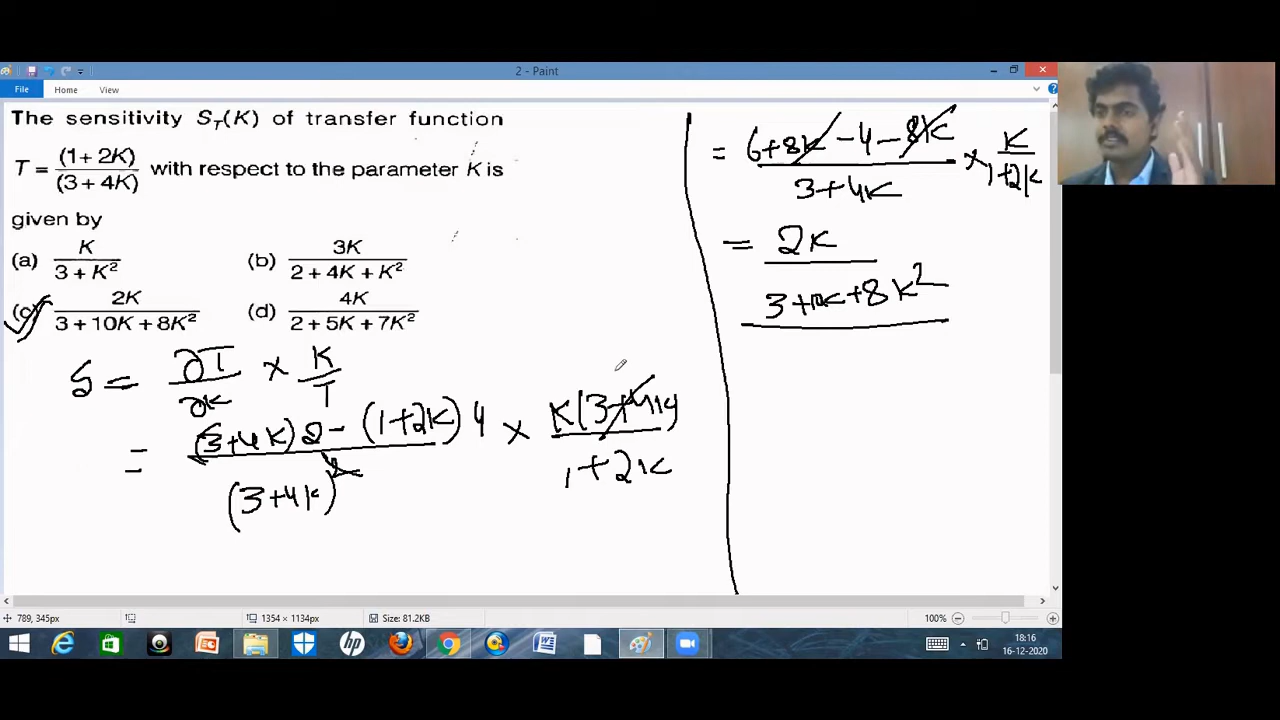 2 - Paint
File Home View
The sensitivity S_T(K) of transfer function
T = (1 + 2K) / (3 + 4K) with respect to the parameter K is
given by
(a) K / 3 + K² (b) 3K / 2 + 4K + K²
(c) 2K / 3 + 10K + 8K² (d) 4K / 2 + 5K + 7K²
S = ∂T / ∂K × K / T
= (3+4K)2 - (1+2K)4 / (3+4K)² × K(3+4K) / 1+2K
= 6+8K - 4 - 8K / 3+4K × K / 1+2K
= 2K / 3+10K+8K²
789, 345px 1354 × 1134px Size: 81.2KB 100%
18:16
16-12-2020